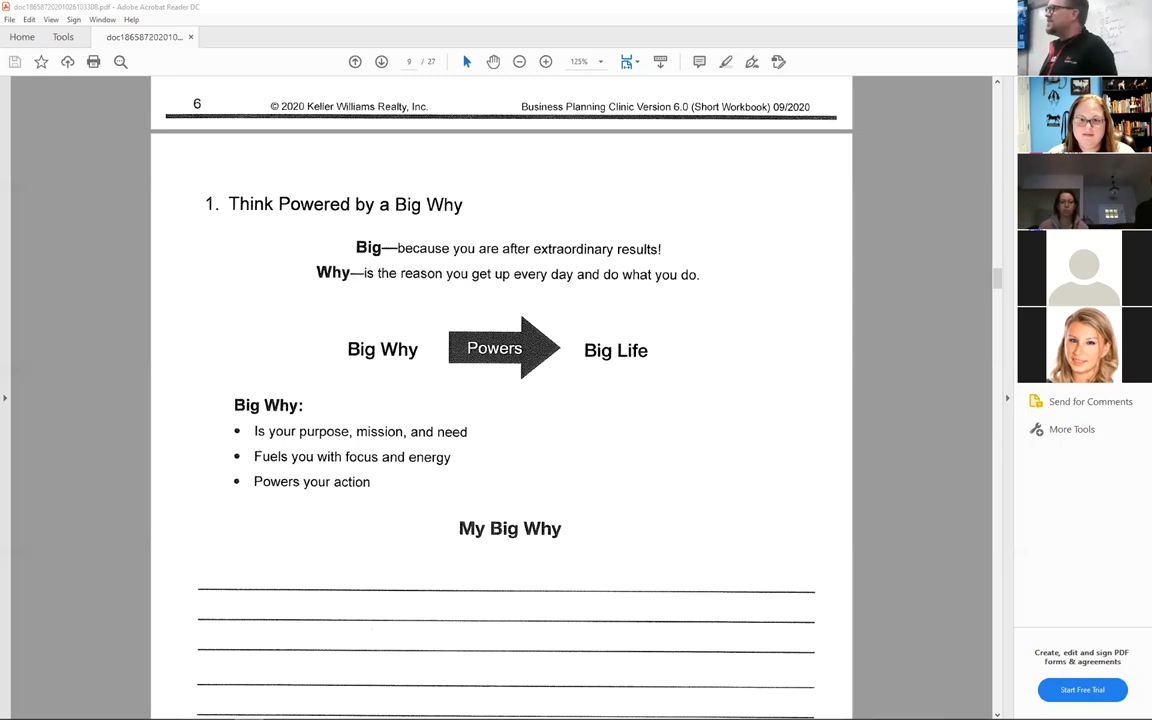 doc18658720201026103308.pdf - Adobe Acrobat Reader DC
File Edit View Sign Window Help
Home Tools doc186587202010... ×
9 / 27 125%
6 © 2020 Keller Williams Realty, Inc. Business Planning Clinic Version 6.0 (Short Workbook) 09/2020
1. Think Powered by a Big Why
Big—because you are after extraordinary results!
Why—is the reason you get up every day and do what you do.
Big Why Powers Big Life
Big Why:
• Is your purpose, mission, and need
• Fuels you with focus and energy
• Powers your action
My Big Why
Send for Comments
More Tools
Create, edit and sign PDF
forms & agreements
Start Free Trial